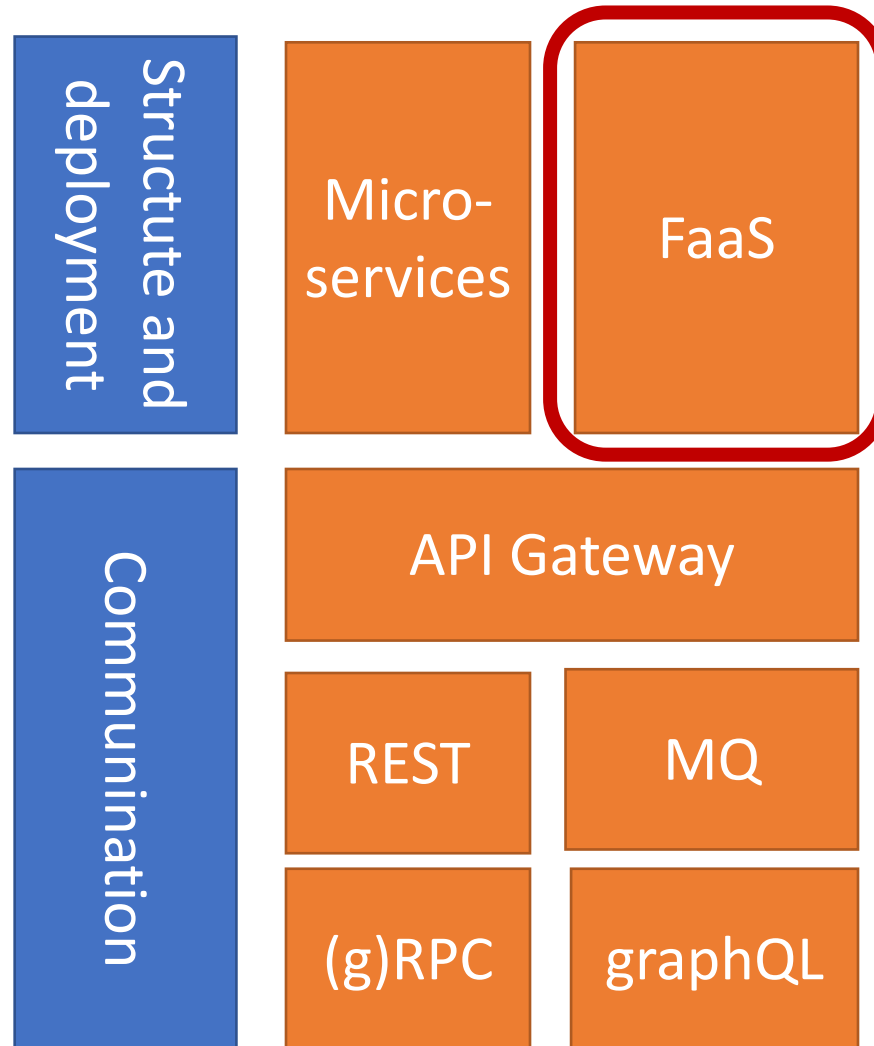 Structute and
deployment
Micro-
services
FaaS
Communination
API Gateway
REST
MQ
(g)RPC
graphQL